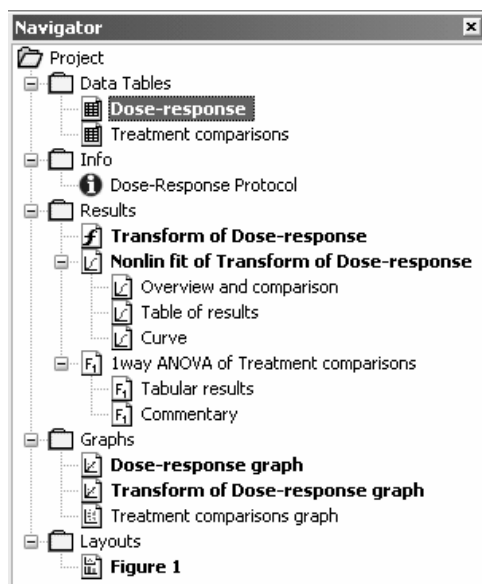 Navigator
Project
Data Tables
Dose-response
Treatment comparisons
Info
Dose-Response Protocol
Results
Transform of Dose-response
Nonlin fit of Transform of Dose-response
Overview and comparison
Table of results
Curve
1way ANOVA of Treatment comparisons
Tabular results
Commentary
Graphs
Dose-response graph
Transform of Dose-response graph
Treatment comparisons graph
Layouts
Figure 1